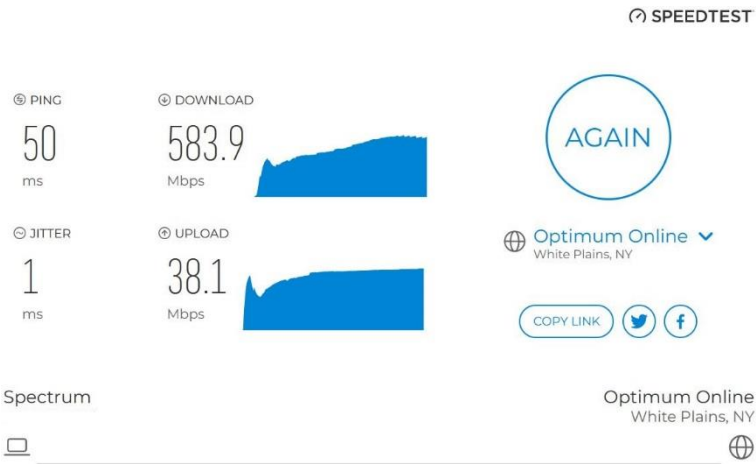 SPEEDTEST
PING
50
ms
DOWNLOAD
583.9
Mbps
JITTER
1
ms
UPLOAD
38.1
Mbps
AGAIN
Optimum Online
White Plains, NY
COPY LINK
Spectrum
Optimum Online
White Plains, NY